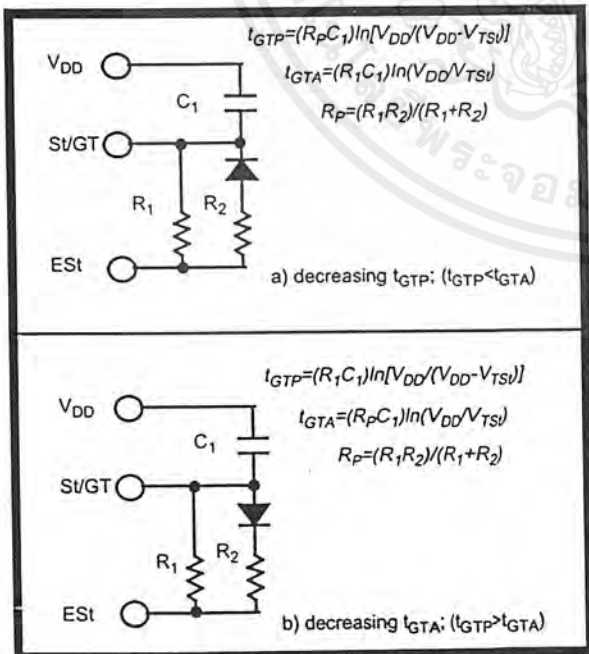 t_GTP=(R_PC_1)ln[V_DD/(V_DD-V_TSt)]
t_GTA=(R_1C_1)ln(V_DD/V_TSt)
R_P=(R_1R_2)/(R_1+R_2)
V_DD
C_1
St/GT
R_1 R_2
ESt
a) decreasing t_GTP; (t_GTP<t_GTA)
t_GTP=(R_1C_1)ln[V_DD/(V_DD-V_TSt)]
t_GTA=(R_PC_1)ln(V_DD/V_TSt)
R_P=(R_1R_2)/(R_1+R_2)
V_DD
C_1
St/GT
R_1 R_2
ESt
b) decreasing t_GTA; (t_GTP>t_GTA)